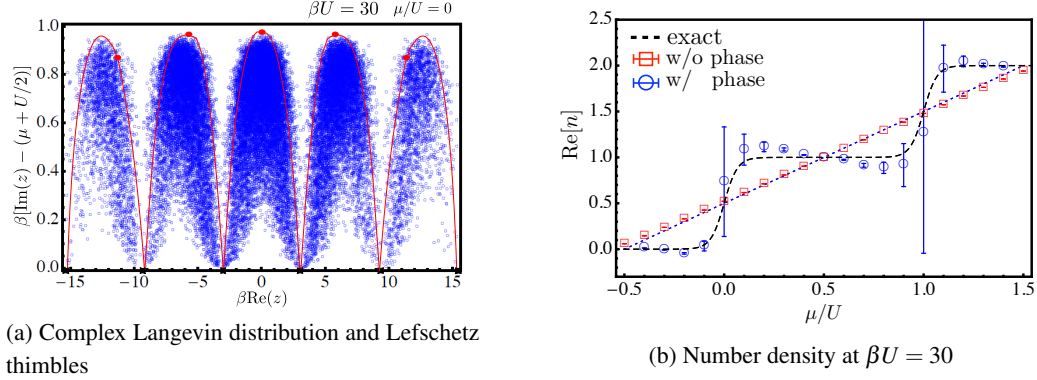 βU = 30 μ/U = 0
β[Im(z) − (μ + U/2)]
1.0
0.8
0.6
0.4
0.2
0.0
−15 −10 −5 0 5 10 15
βRe(z)
(a) Complex Langevin distribution and Lefschetz
thimbles
Re[n]
2.5
2.0
1.5
1.0
0.5
0.0
exact
w/o phase
w/ phase
−0.5 0.0 0.5 1.0 1.5
μ/U
(b) Number density at βU = 30